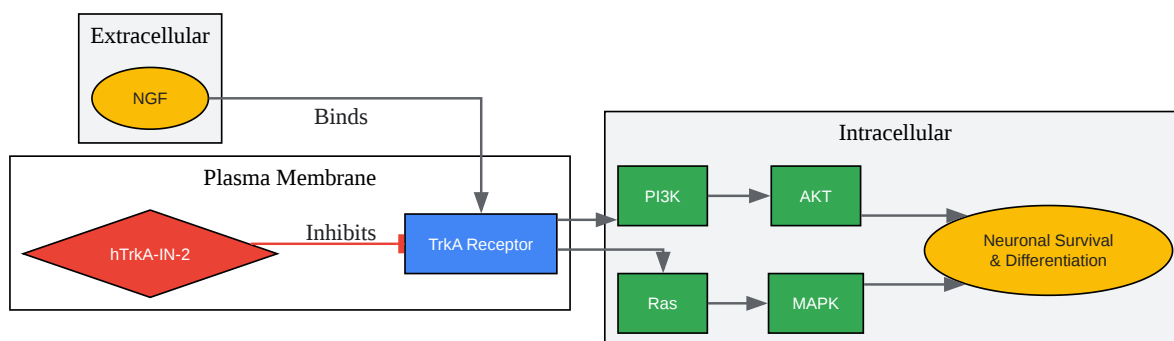 Extracellular
NGF
Binds
Plasma Membrane
hTrkA-IN-2
Inhibits
TrkA Receptor
Intracellular
PI3K
AKT
Ras
MAPK
Neuronal Survival
& Differentiation